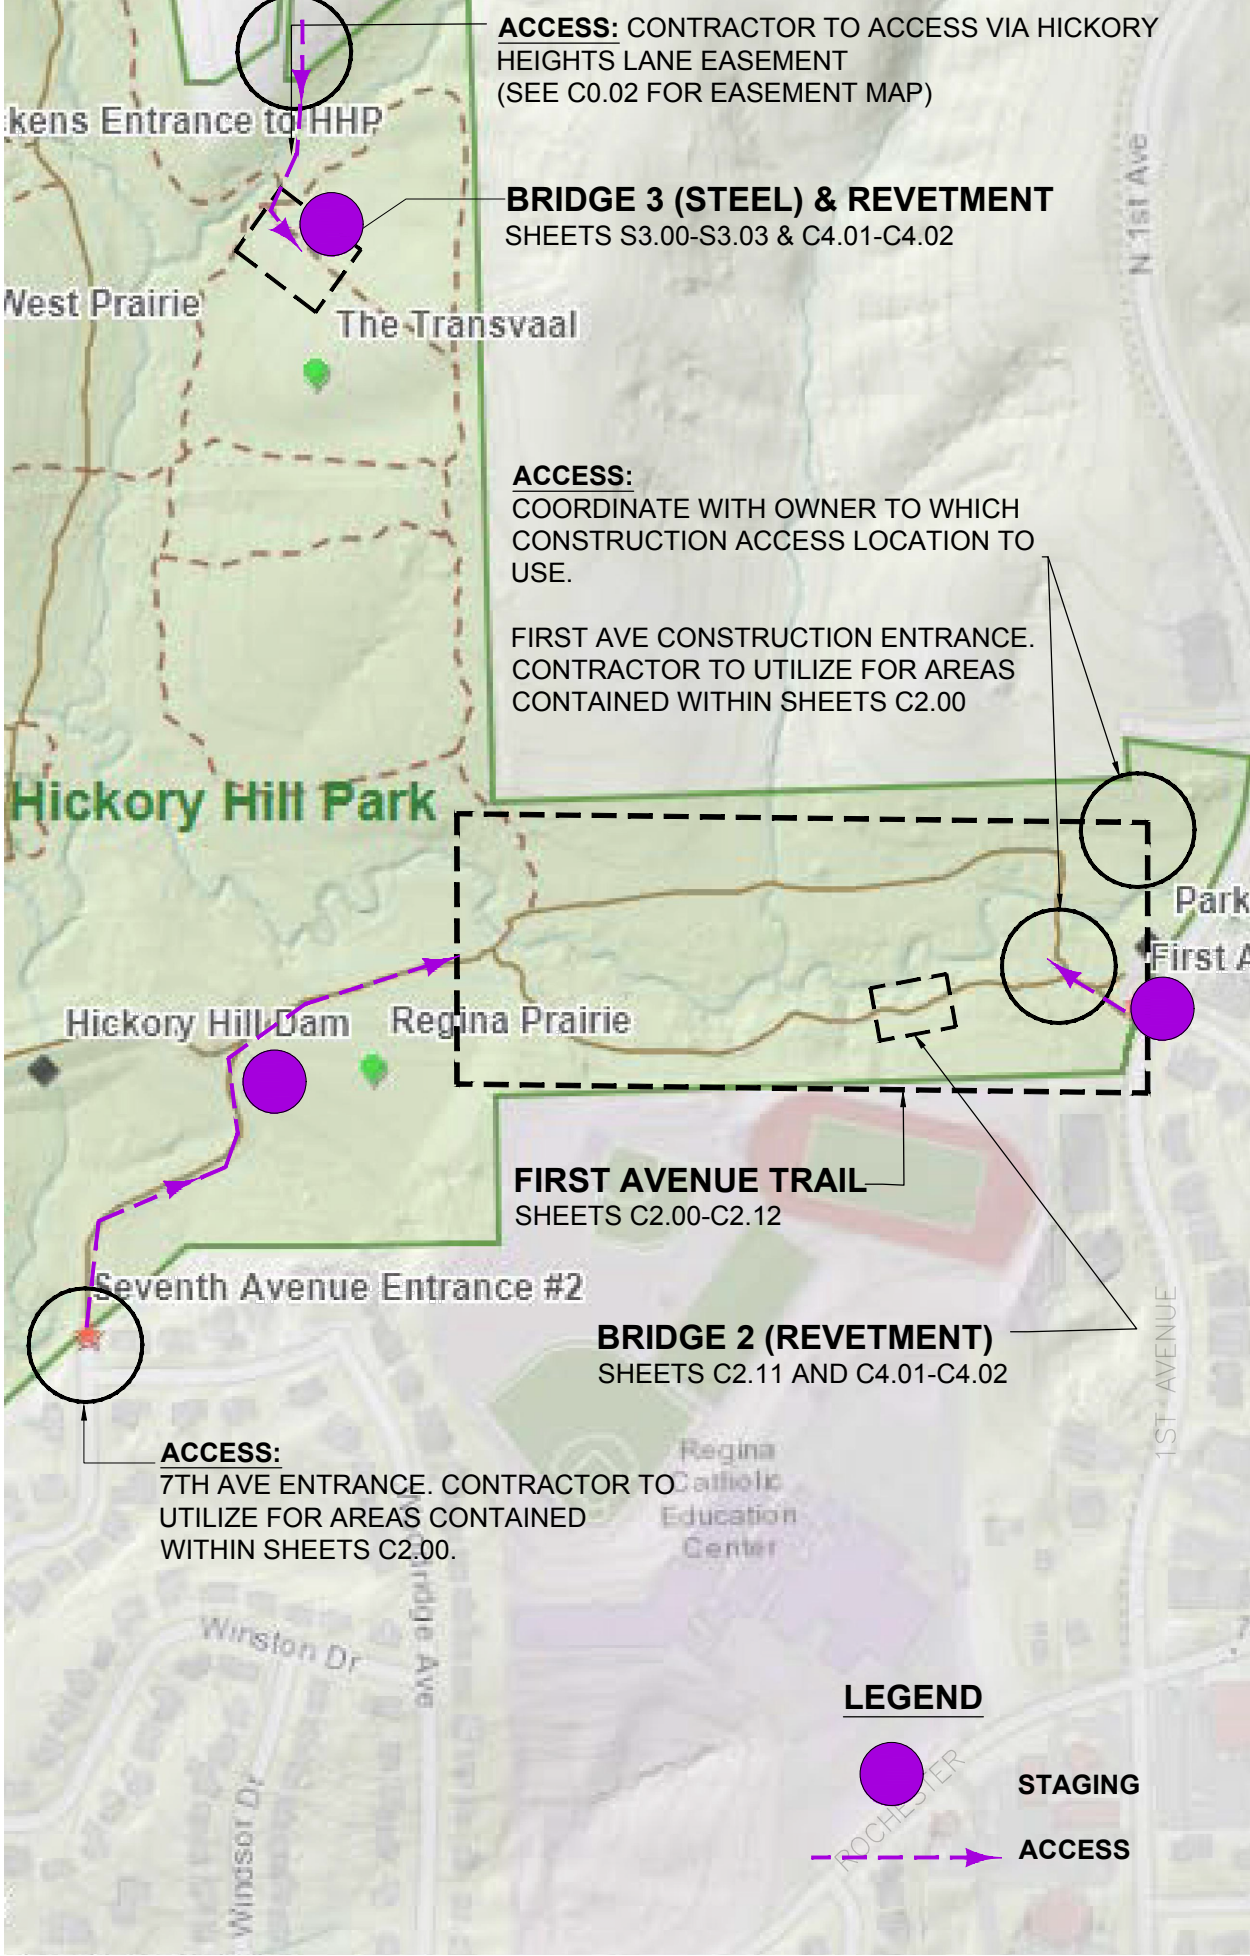 ACCESS: CONTRACTOR TO ACCESS VIA HICKORY
HEIGHTS LANE EASEMENT
(SEE C0.02 FOR EASEMENT MAP)
kens Entrance to HHP
BRIDGE 3 (STEEL) & REVETMENT
SHEETS S3.00-S3.03 & C4.01-C4.02
N 1st Ave
West Prairie
The Transvaal
ACCESS:
COORDINATE WITH OWNER TO WHICH
CONSTRUCTION ACCESS LOCATION TO
USE.
FIRST AVE CONSTRUCTION ENTRANCE.
CONTRACTOR TO UTILIZE FOR AREAS
CONTAINED WITHIN SHEETS C2.00
Hickory Hill Park
Park
First A
Hickory Hill Dam
Regina Prairie
FIRST AVENUE TRAIL
SHEETS C2.00-C2.12
Seventh Avenue Entrance #2
BRIDGE 2 (REVETMENT)
SHEETS C2.11 AND C4.01-C4.02
1ST AVENUE
ACCESS:
7TH AVE ENTRANCE. CONTRACTOR TO
UTILIZE FOR AREAS CONTAINED
WITHIN SHEETS C2.00.
Regina
Catholic
Education
Center
Winston Dr
Windsor Dr
LEGEND
STAGING
ACCESS
ROCHESTER